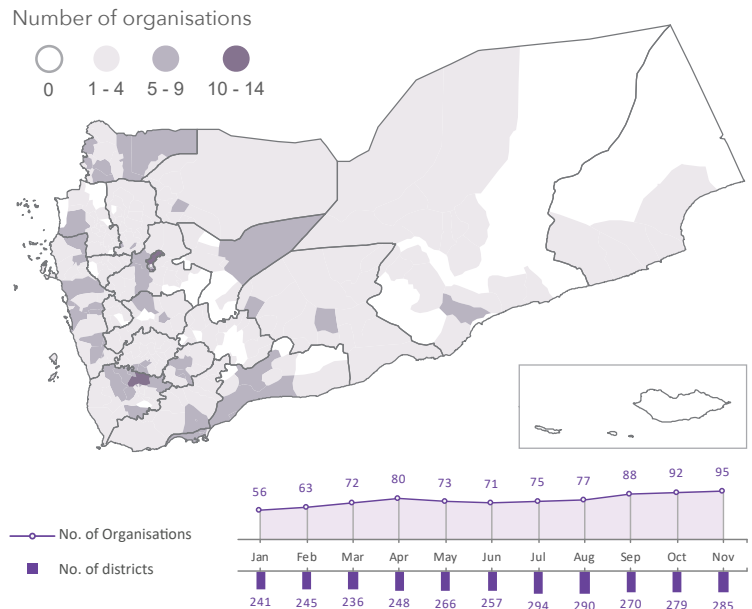 Number of organisations
0 1 - 4 5 - 9 10 - 14
56 63 72 80 73 71 75 77 88 92 95
No. of Organisations
Jan Feb Mar Apr May Jun Jul Aug Sep Oct Nov
No. of districts
241 245 236 248 266 257 294 290 270 279 285